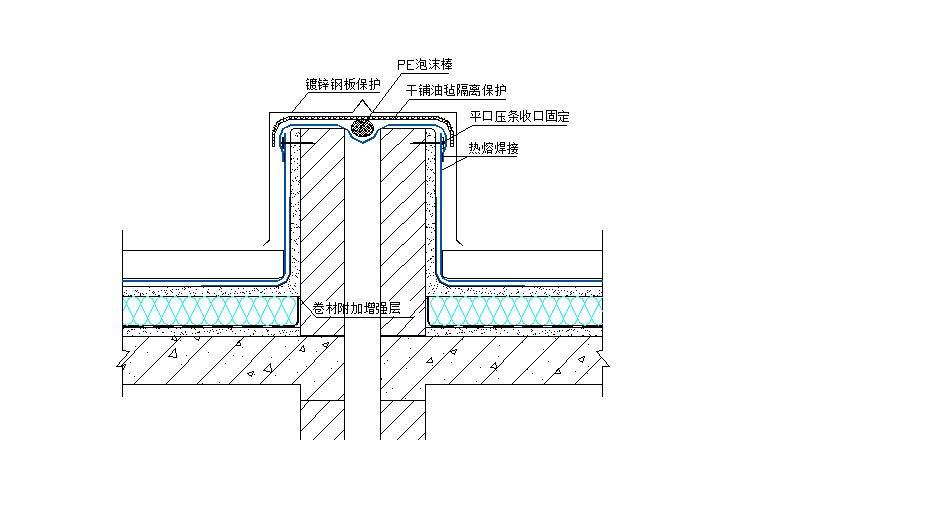 PE泡沫棒
镀锌钢板保护
干铺油毡隔离保护
平口压条收口固定
热熔焊接
卷材附加增强层